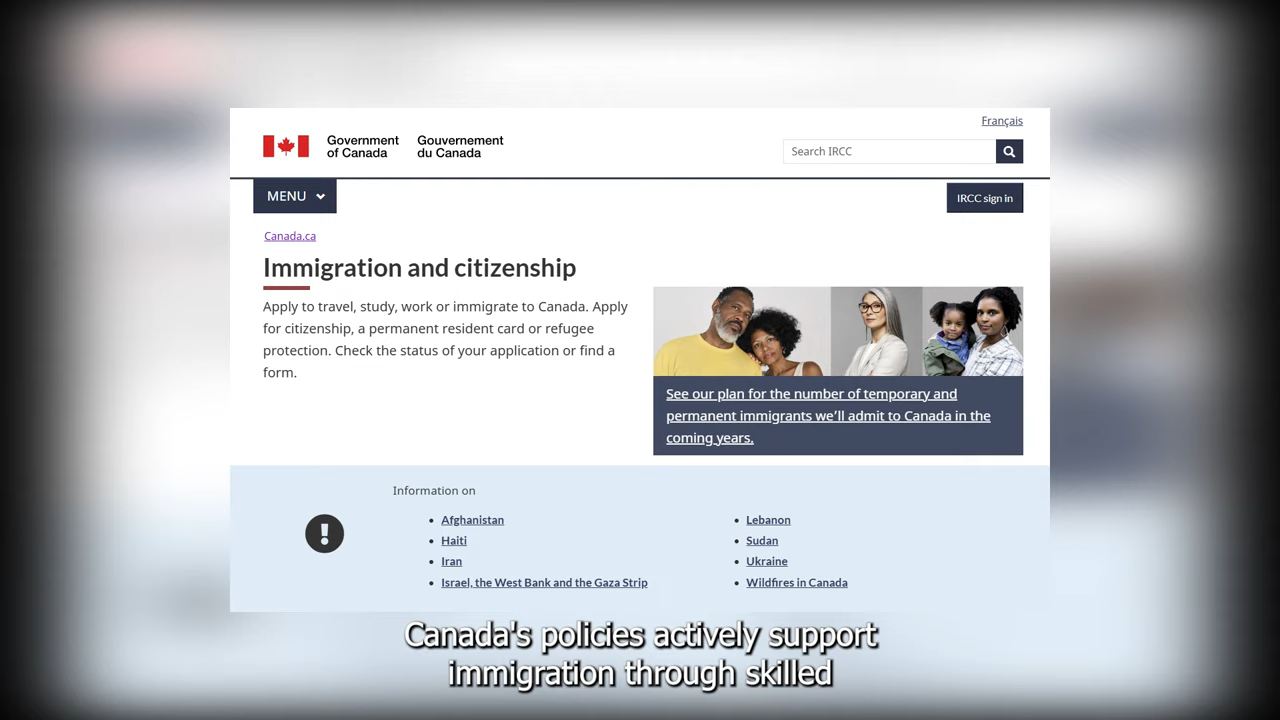 Français
Government of Canada
Gouvernement du Canada
Search IRCC
MENU
IRCC sign in
Canada.ca
Immigration and citizenship
Apply to travel, study, work or immigrate to Canada. Apply
for citizenship, a permanent resident card or refugee
protection. Check the status of your application or find a
form.
See our plan for the number of temporary and
permanent immigrants we'll admit to Canada in the
coming years.
Information on
Afghanistan
Haiti
Iran
Israel, the West Bank and the Gaza Strip
Lebanon
Sudan
Ukraine
Wildfires in Canada
Canada's policies actively support
immigration through skilled